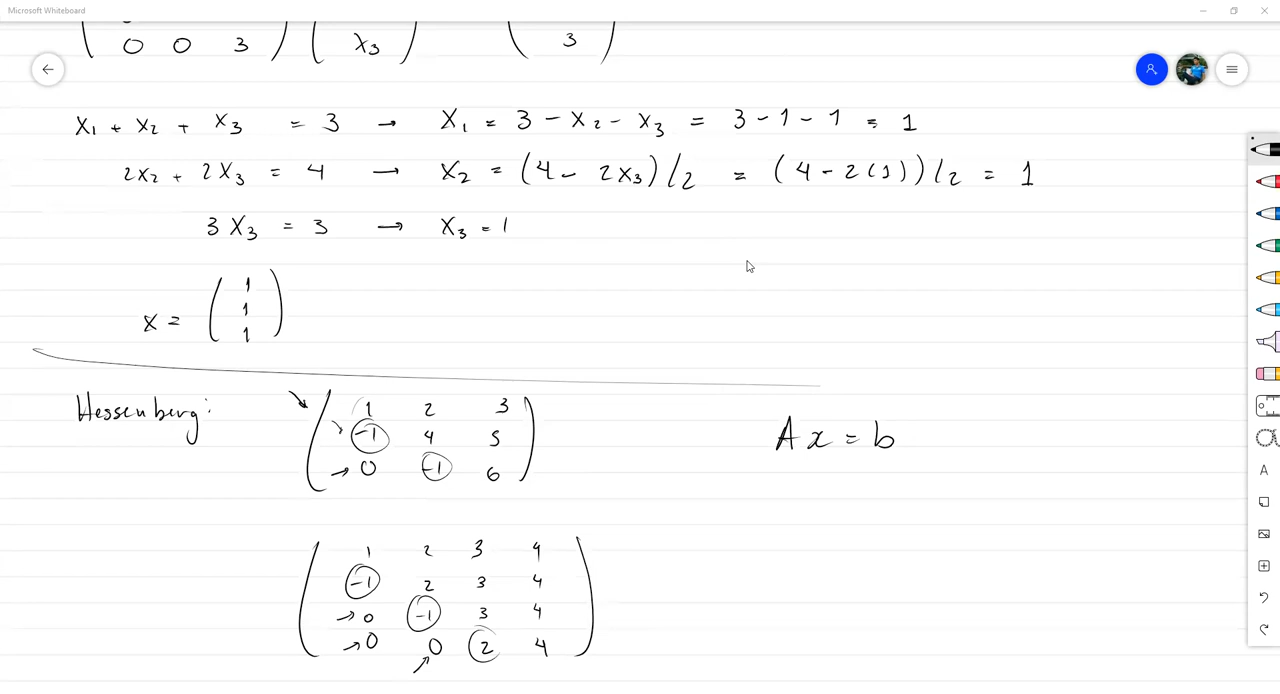 Microsoft Whiteboard
0 0 3 x3 3
x1 + x2 + x3 = 3 → x1 = 3 - x2 - x3 = 3 - 1 - 1 = 1
2x2 + 2x3 = 4 → x2 = (4 - 2x3)/2 = (4 - 2(1))/2 = 1
3x3 = 3 → x3 = 1
x = ( 1
1
1 )
Hessenberg:
1 2 3
-1 4 5
→ 0 -1 6
Ax = b
1 2 3 4
-1 2 3 4
→ 0 -1 3 4
→ 0 0 2 4
A